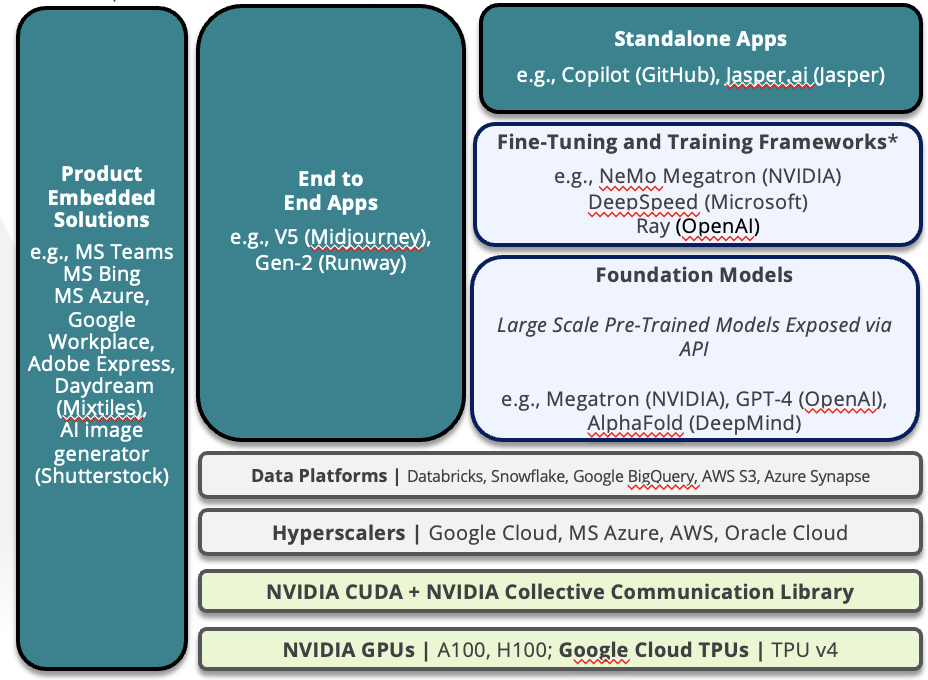 Product
Embedded
Solutions
e.g., MS Teams
MS Bing
MS Azure,
Google
Workplace,
Adobe Express,
Daydream
(Mixtiles),
AI image
generator
(Shutterstock)
End to
End Apps
e.g., V5 (Midjourney),
Gen-2 (Runway)
Standalone Apps
e.g., Copilot (GitHub), Jasper.ai (Jasper)
Fine-Tuning and Training Frameworks*
e.g., NeMo Megatron (NVIDIA)
DeepSpeed (Microsoft)
Ray (OpenAI)
Foundation Models
Large Scale Pre-Trained Models Exposed via
API
e.g., Megatron (NVIDIA), GPT-4 (OpenAI),
AlphaFold (DeepMind)
Data Platforms | Databricks, Snowflake, Google BigQuery, AWS S3, Azure Synapse
Hyperscalers | Google Cloud, MS Azure, AWS, Oracle Cloud
NVIDIA CUDA + NVIDIA Collective Communication Library
NVIDIA GPUs | A100, H100; Google Cloud TPUs | TPU v4